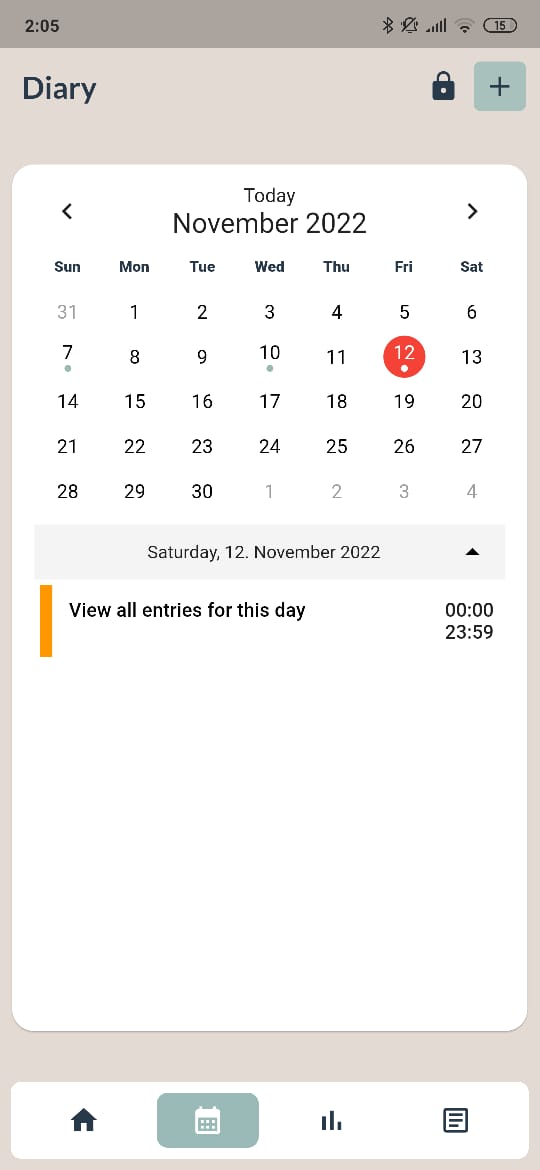 2:05
15
Diary
Today
November 2022
Sun Mon Tue Wed Thu Fri Sat
31 1 2 3 4 5 6
7 8 9 10 11 12 13
14 15 16 17 18 19 20
21 22 23 24 25 26 27
28 29 30 1 2 3 4
Saturday, 12. November 2022
View all entries for this day 00:00
23:59